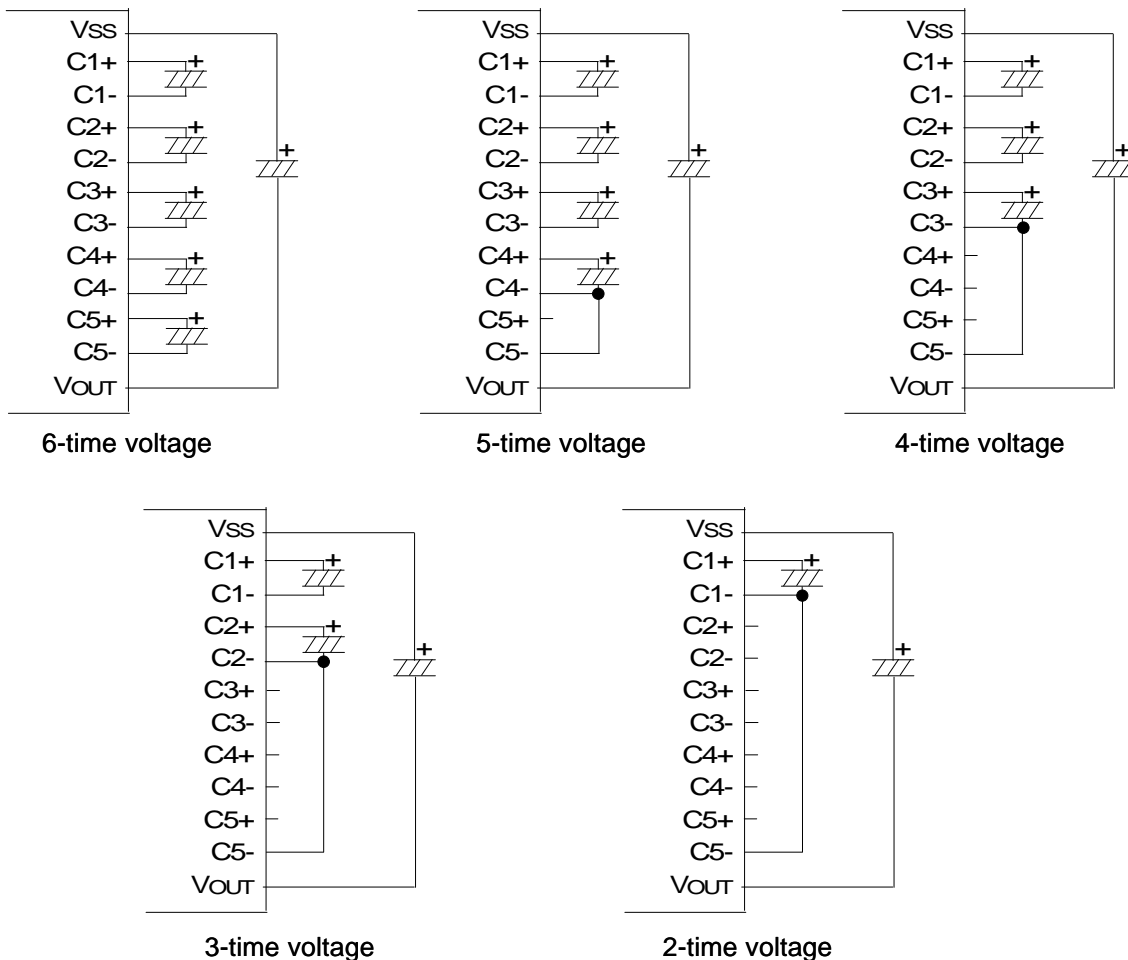 VSS
C1+
C1-
C2+
C2-
C3+
C3-
C4+
C4-
C5+
C5-
VOUT
+
+
+
+
+
+
6-time voltage
VSS
C1+
C1-
C2+
C2-
C3+
C3-
C4+
C4-
C5+
C5-
VOUT
+
+
+
+
+
5-time voltage
VSS
C1+
C1-
C2+
C2-
C3+
C3-
C4+
C4-
C5+
C5-
VOUT
+
+
+
+
4-time voltage
VSS
C1+
C1-
C2+
C2-
C3+
C3-
C4+
C4-
C5+
C5-
VOUT
+
+
+
3-time voltage
VSS
C1+
C1-
C2+
C2-
C3+
C3-
C4+
C4-
C5+
C5-
VOUT
+
+
2-time voltage